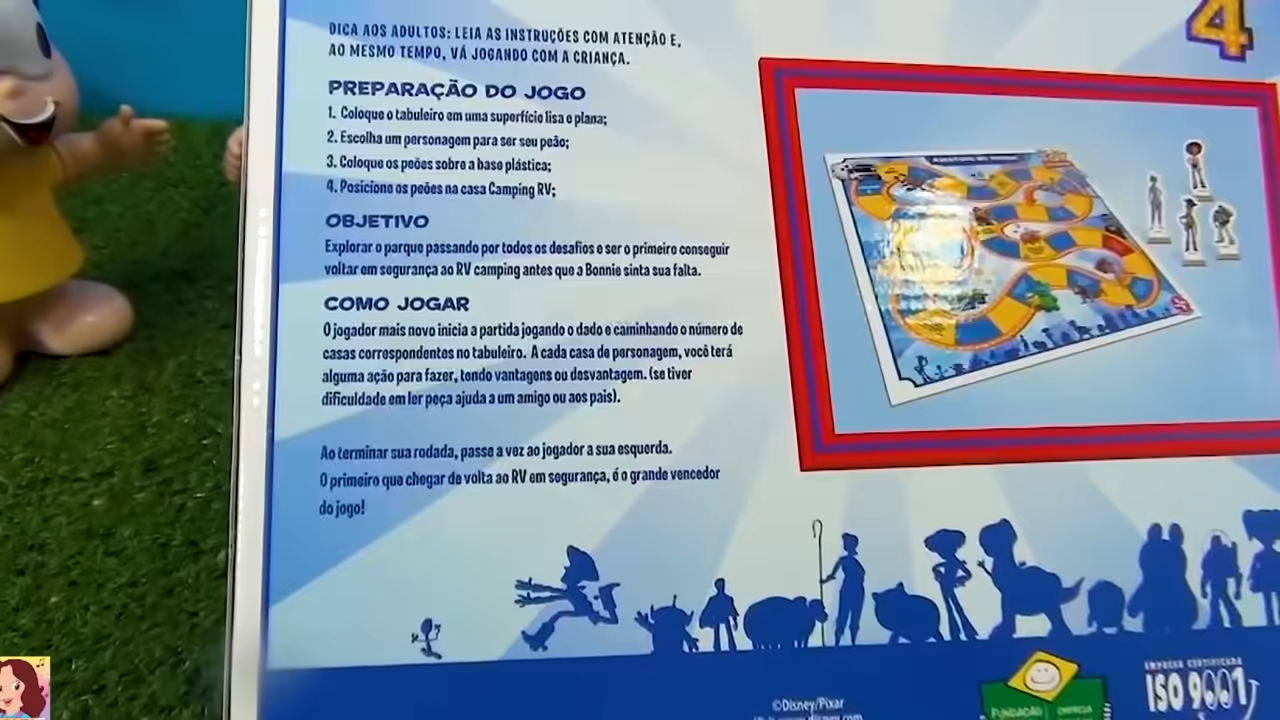 DICA AOS ADULTOS: LEIA AS INSTRUÇÕES COM ATENÇÃO E,
AO MESMO TEMPO, VÁ JOGANDO COM A CRIANÇA.
4
PREPARAÇÃO DO JOGO
1. Coloque o tabuleiro em uma superfície lisa e plana;
2. Escolha um personagem para ser seu peão;
3. Coloque os peões sobre a base plástica;
4. Posicione os peões na casa Camping RV;
OBJETIVO
Explorar o parque passando por todos os desafios e ser o primeiro conseguir
voltar em segurança ao RV camping antes que a Bonnie sinta sua falta.
COMO JOGAR
O jogador mais novo inicia a partida jogando o dado e caminhando o número de
casas correspondentes no tabuleiro. A cada casa de personagem, você terá
alguma ação para fazer, tendo vantagens ou desvantagem. (se tiver
dificuldade em ler peça ajuda a um amigo ou aos pais).
Ao terminar sua rodada, passe a vez ao jogador a sua esquerda.
O primeiro que chegar de volta ao RV em segurança, é o grande vencedor
do jogo!
©Disney/Pixar
FUNDAÇÃO EMPRESA
EMPRESA CERTIFICADA
ISO 9001